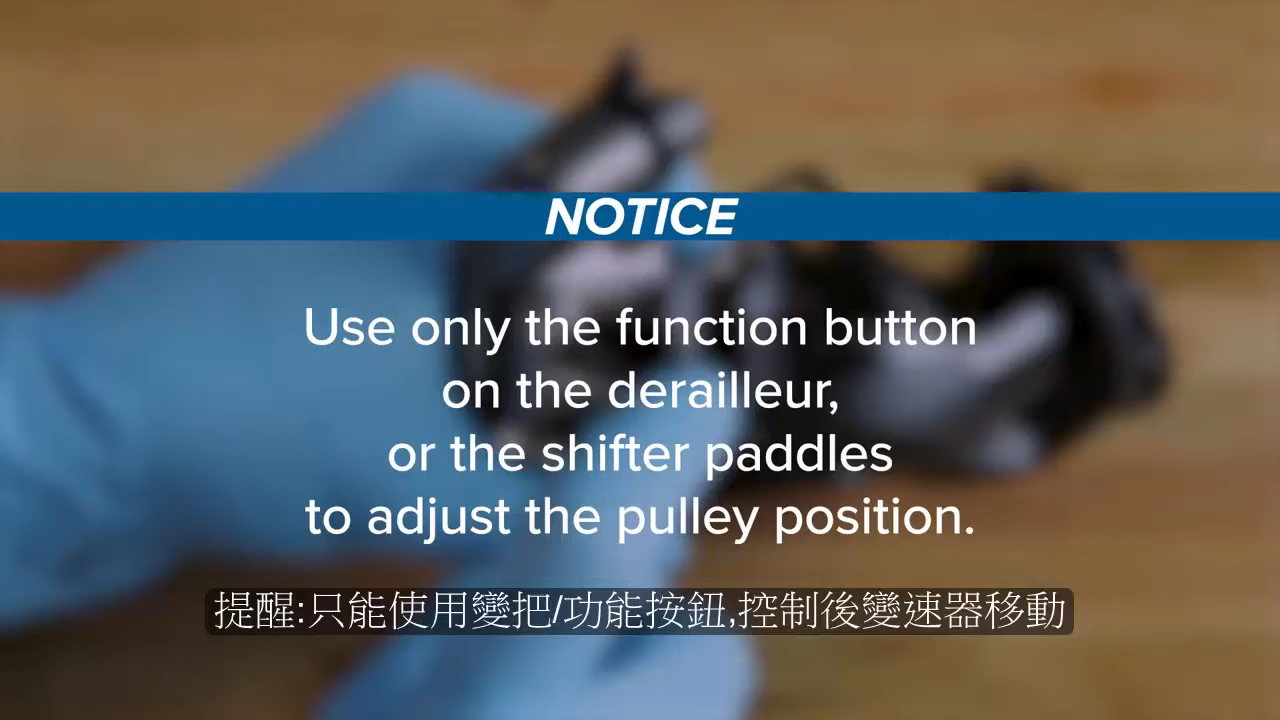 NOTICE
Use only the function button
on the derailleur,
or the shifter paddles
to adjust the pulley position.
提醒:只能使用變把/功能按鈕,控制後變速器移動